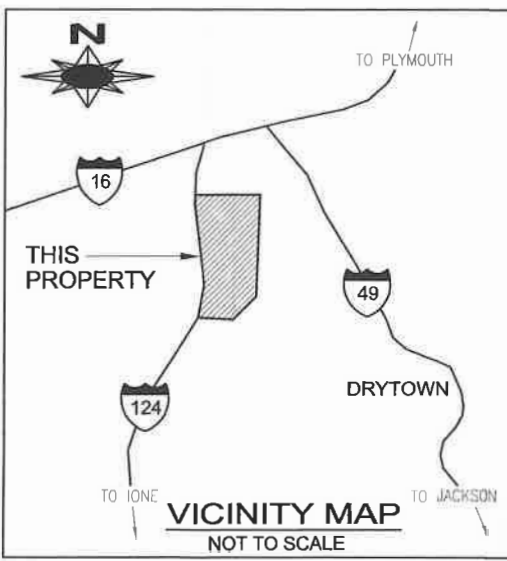 N
TO PLYMOUTH
16
THIS
PROPERTY
49
DRYTOWN
124
TO IONE
TO JACKSON
VICINITY MAP
NOT TO SCALE